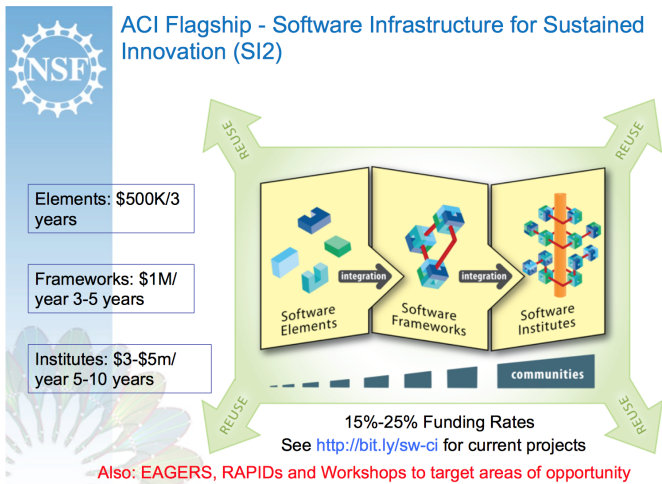 ACI Flagship - Software Infrastructure for Sustained
Innovation (SI2)
NSF
REUSE
REUSE
Elements: $500K/3
years
Frameworks: $1M/
year 3-5 years
Institutes: $3-$5m/
year 5-10 years
integration
integration
Software
Elements
Software
Frameworks
Software
Institutes
communities
REUSE
REUSE
15%-25% Funding Rates
See http://bit.ly/sw-ci for current projects
Also: EAGERS, RAPIDs and Workshops to target areas of opportunity